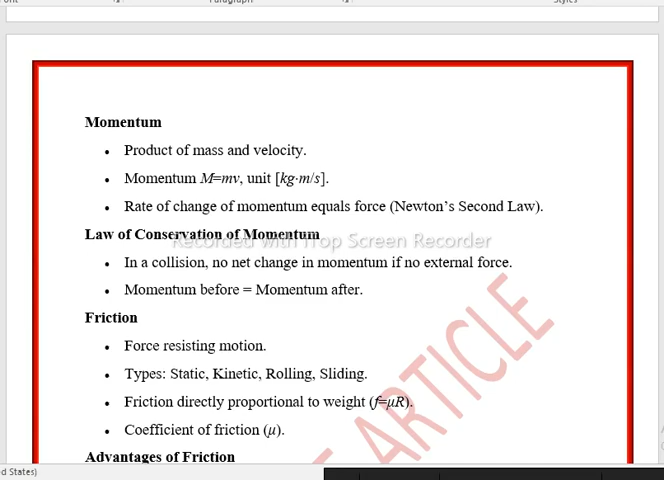 Paragraph
Styles
Momentum
• Product of mass and velocity.
• Momentum M=mv, unit [kg·m/s].
• Rate of change of momentum equals force (Newton’s Second Law).
Law of Conservation of Momentum
Recorded with iTop Screen Recorder
• In a collision, no net change in momentum if no external force.
• Momentum before = Momentum after.
Friction
• Force resisting motion.
• Types: Static, Kinetic, Rolling, Sliding.
• Friction directly proportional to weight (f=μR).
• Coefficient of friction (μ).
ARTICLE
Advantages of Friction
States)